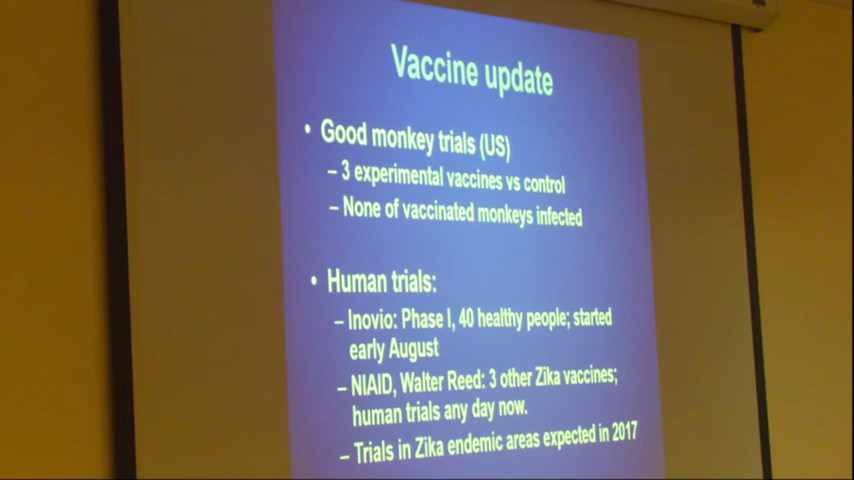 Vaccine update
• Good monkey trials (US)
– 3 experimental vaccines vs control
– None of vaccinated monkeys infected
• Human trials:
– Inovio: Phase I, 40 healthy people; started
early August
– NIAID, Walter Reed: 3 other Zika vaccines;
human trials any day now.
– Trials in Zika endemic areas expected in 2017